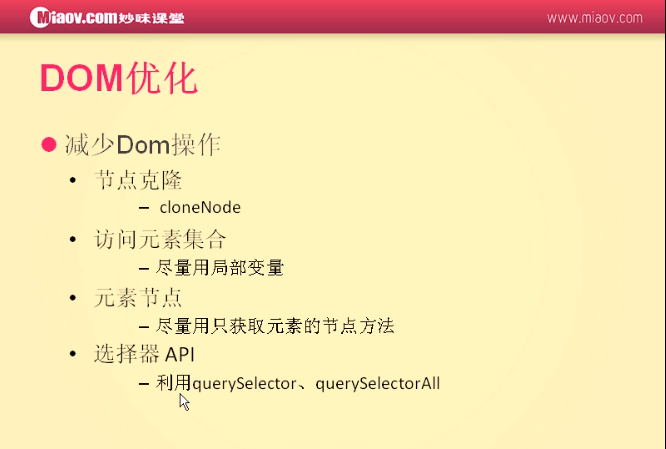 Miaov.com妙味课堂
www.miaov.com
DOM优化
减少Dom操作
节点克隆
– cloneNode
访问元素集合
– 尽量用局部变量
元素节点
– 尽量用只获取元素的节点方法
选择器 API
– 利用querySelector、querySelectorAll